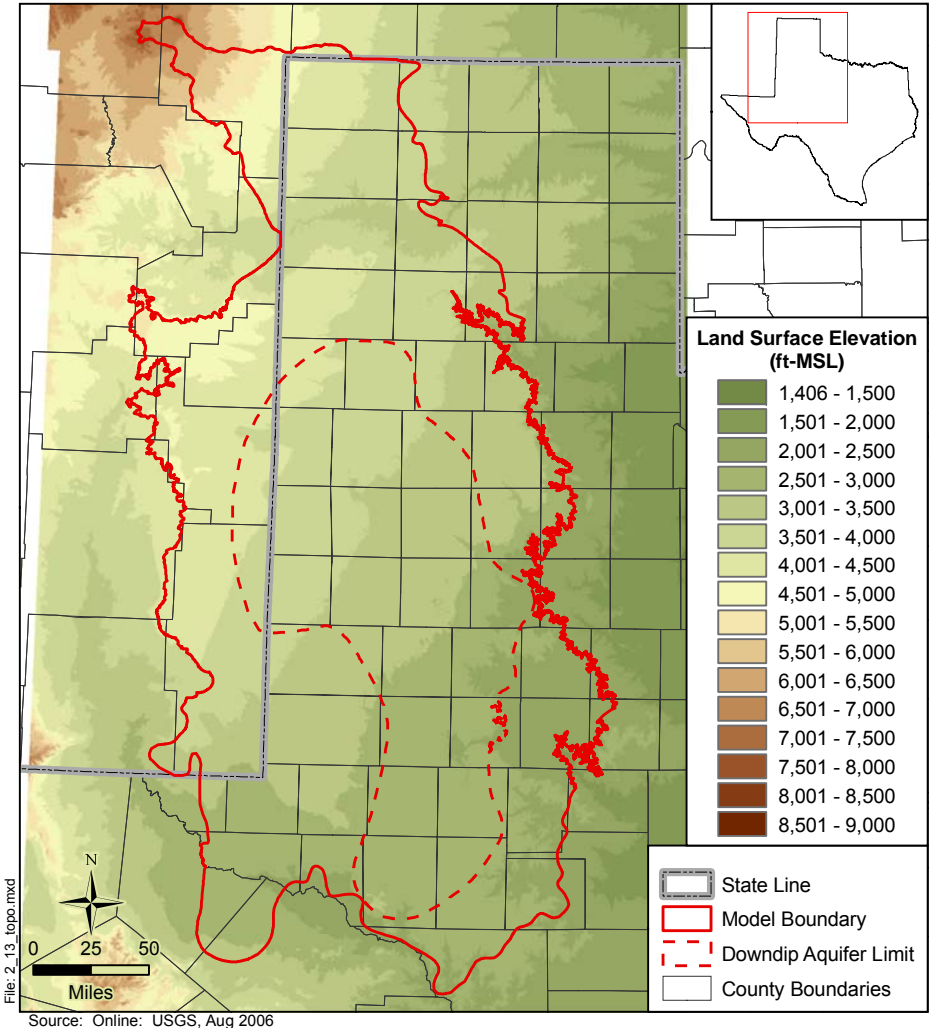 Land Surface Elevation
(ft-MSL)
1,406 - 1,500
1,501 - 2,000
2,001 - 2,500
2,501 - 3,000
3,001 - 3,500
3,501 - 4,000
4,001 - 4,500
4,501 - 5,000
5,001 - 5,500
5,501 - 6,000
6,001 - 6,500
6,501 - 7,000
7,001 - 7,500
7,501 - 8,000
8,001 - 8,500
8,501 - 9,000
State Line
Model Boundary
Downdip Aquifer Limit
County Boundaries
N
0 25 50
Miles
File: 2_13_topo.mxd
Source: Online: USGS, Aug 2006